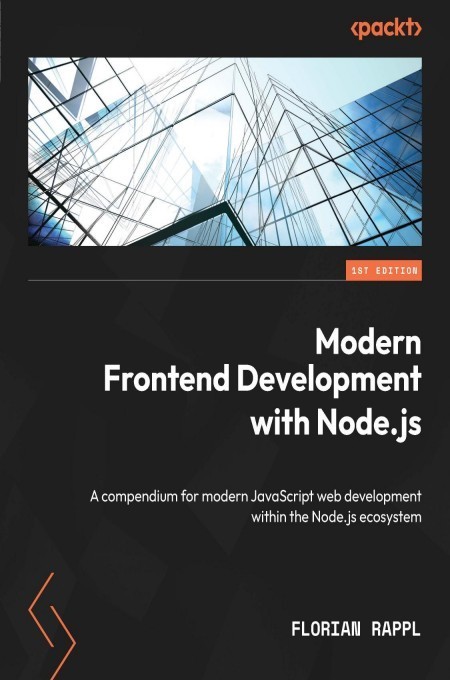 <packt>
1ST EDITION
Modern
Frontend Development
with Node.js
A compendium for modern JavaScript web development
within the Node.js ecosystem
FLORIAN RAPPL